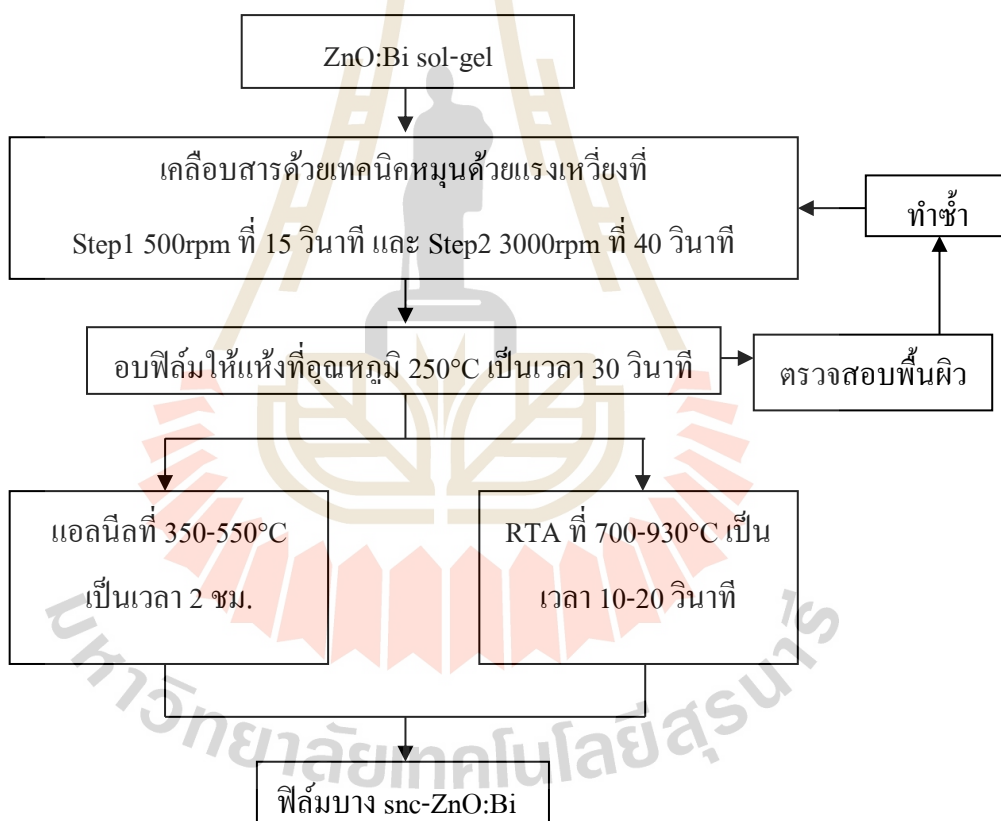 ZnO:Bi sol-gel
เคลือบสารด้วยเทคนิคหมุนด้วยแรงเหวี่ยงที่
Step1 500rpm ที่ 15 วินาที และ Step2 3000rpm ที่ 40 วินาที
ทำซ้ำ
อบฟิล์มให้แห้งที่อุณหภูมิ 250°C เป็นเวลา 30 วินาที
ตรวจสอบพื้นผิว
แอลนีลที่ 350-550°C
เป็นเวลา 2 ชม.
RTA ที่ 700-930°C เป็น
เวลา 10-20 วินาที
มหาวิทยาลัยเทคโนโลยีสุรนารี
ฟิล์มบาง snc-ZnO:Bi